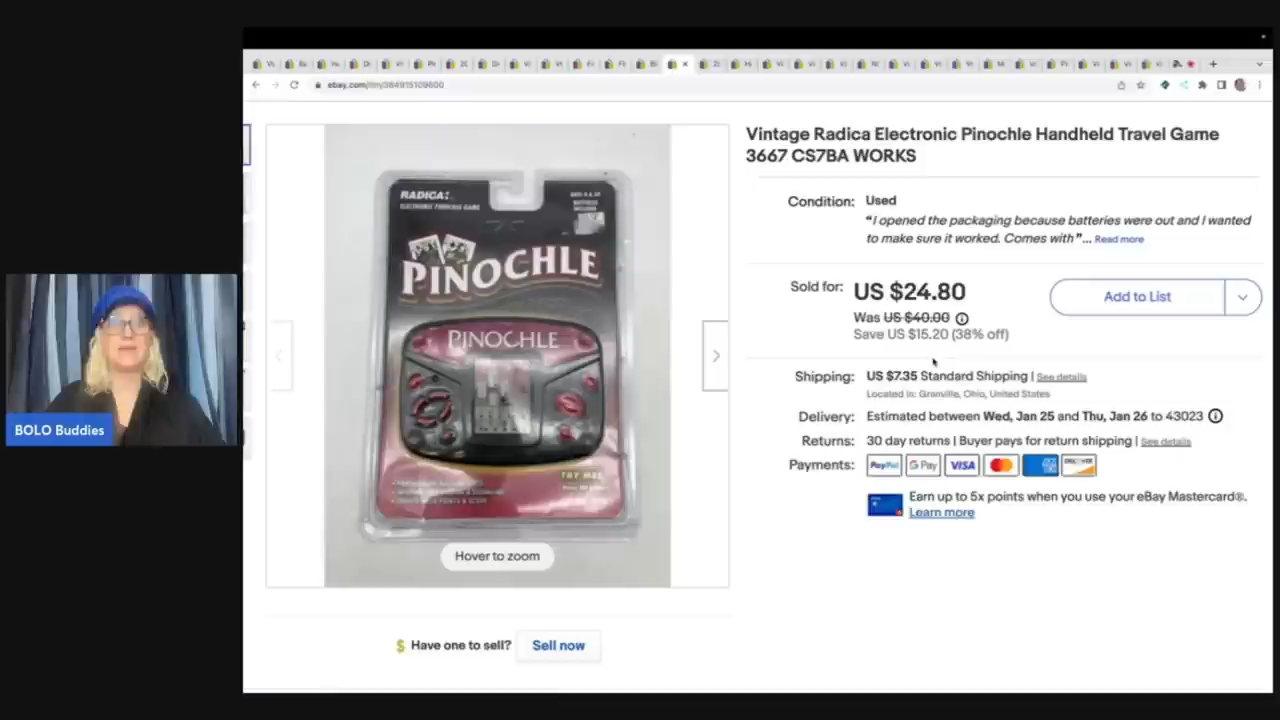 ebay.com/itm/364915109600
Vintage Radica Electronic Pinochle Handheld Travel Game
3667 CS7BA WORKS
Condition: Used
“I opened the packaging because batteries were out and I wanted
to make sure it worked. Comes with”... Read more
Sold for: US $24.80
Add to List
Was US $40.00
Save US $15.20 (38% off)
Shipping: US $7.35 Standard Shipping | See details
Located in: Granville, Ohio, United States
Delivery: Estimated between Wed, Jan 25 and Thu, Jan 26 to 43023
Returns: 30 day returns | Buyer pays for return shipping | See details
Payments: PayPal G Pay VISA DISCOVER
Earn up to 5x points when you use your eBay Mastercard®.
Learn more
RADICA:
ELECTRONIC PINOCHLE GAME
PINOCHLE
PINOCHLE
TRY ME!
Hover to zoom
$ Have one to sell? Sell now
BOLO Buddies